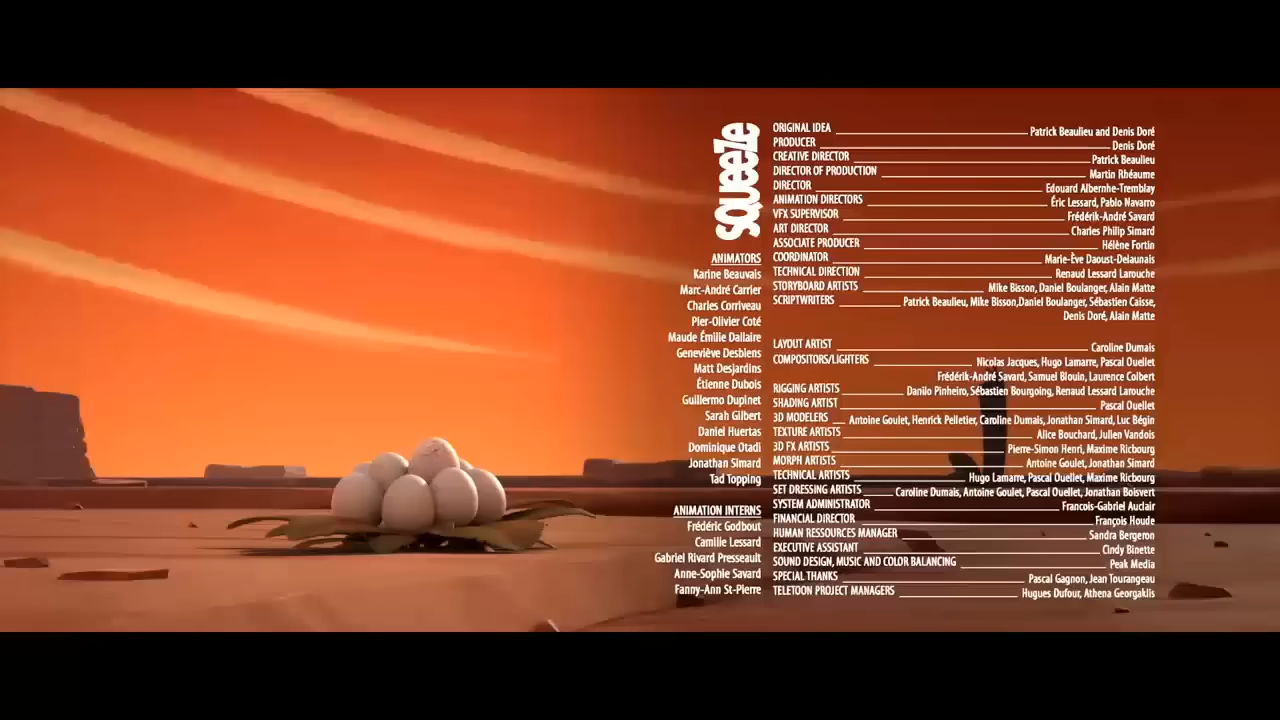 squeeze
ANIMATORS
Karine Beauvais
Marc-André Carrier
Charles Corriveau
Pier-Olivier Coté
Maude Émilie Dallaire
Geneviève Desbiens
Matt Desjardins
Étienne Dubois
Guillermo Dupinet
Sarah Gilbert
Daniel Huertas
Dominique Otadi
Jonathan Simard
Tad Topping
ANIMATION INTERNS
Frédéric Godbout
Camille Lessard
Gabriel Rivard Presseault
Anne-Sophie Savard
Fanny-Ann St-Pierre
ORIGINAL IDEA Patrick Beaulieu and Denis Doré
PRODUCER Denis Doré
CREATIVE DIRECTOR Patrick Beaulieu
DIRECTOR OF PRODUCTION Martin Rhéaume
DIRECTOR Edouard Albernhe-Tremblay
ANIMATION DIRECTORS Éric Lessard, Pablo Navarro
VFX SUPERVISOR Frédérik-André Savard
ART DIRECTOR Charles Philip Simard
ASSOCIATE PRODUCER Hélène Fortin
COORDINATOR Marie-Ève Daoust-Delaunais
TECHNICAL DIRECTION Renaud Lessard Larouche
STORYBOARD ARTISTS Mike Bisson, Daniel Boulanger, Alain Matte
SCRIPTWRITERS Patrick Beaulieu, Mike Bisson,Daniel Boulanger, Sébastien Caisse,
Denis Doré, Alain Matte
LAYOUT ARTIST Caroline Dumais
COMPOSITORS/LIGHTERS Nicolas Jacques, Hugo Lamarre, Pascal Ouellet
Frédérik-André Savard, Samuel Blouin, Laurence Colbert
RIGGING ARTISTS Danilo Pinheiro, Sébastien Bourgoing, Renaud Lessard Larouche
SHADING ARTIST Pascal Ouellet
3D MODELERS Antoine Goulet, Henrick Pelletier, Caroline Dumais, Jonathan Simard, Luc Bégin
TEXTURE ARTISTS Alice Bouchard, Julien Vandois
3D FX ARTISTS Pierre-Simon Henri, Maxime Ricbourg
MORPH ARTISTS Antoine Goulet, Jonathan Simard
TECHNICAL ARTISTS Hugo Lamarre, Pascal Ouellet, Maxime Ricbourg
SET DRESSING ARTISTS Caroline Dumais, Antoine Goulet, Pascal Ouellet, Jonathan Boisvert
SYSTEM ADMINISTRATOR Francois-Gabriel Auclair
FINANCIAL DIRECTOR François Houde
HUMAN RESSOURCES MANAGER Sandra Bergeron
EXECUTIVE ASSISTANT Cindy Binette
SOUND DESIGN, MUSIC AND COLOR BALANCING Peak Media
SPECIAL THANKS Pascal Gagnon, Jean Tourangeau
TELETOON PROJECT MANAGERS Hugues Dufour, Athena Georgaklis